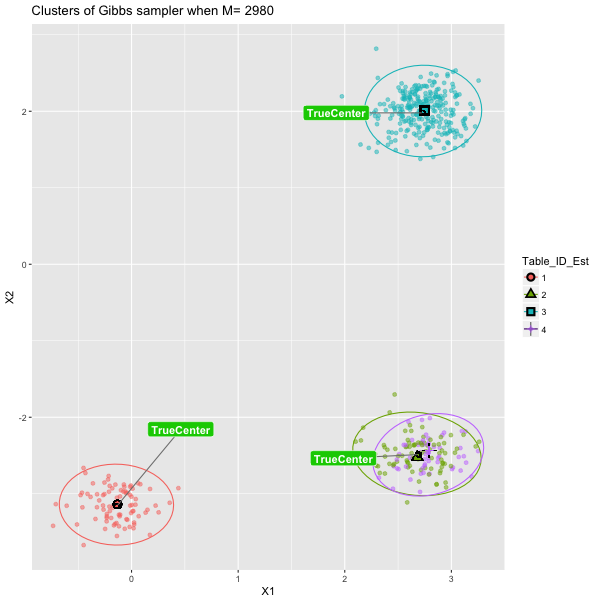 Clusters of Gibbs sampler when M= 2980
TrueCenter
2
0
-2
X2
TrueCenter
TrueCenter
0
1
2
3
X1
Table_ID_Est
1
2
3
4